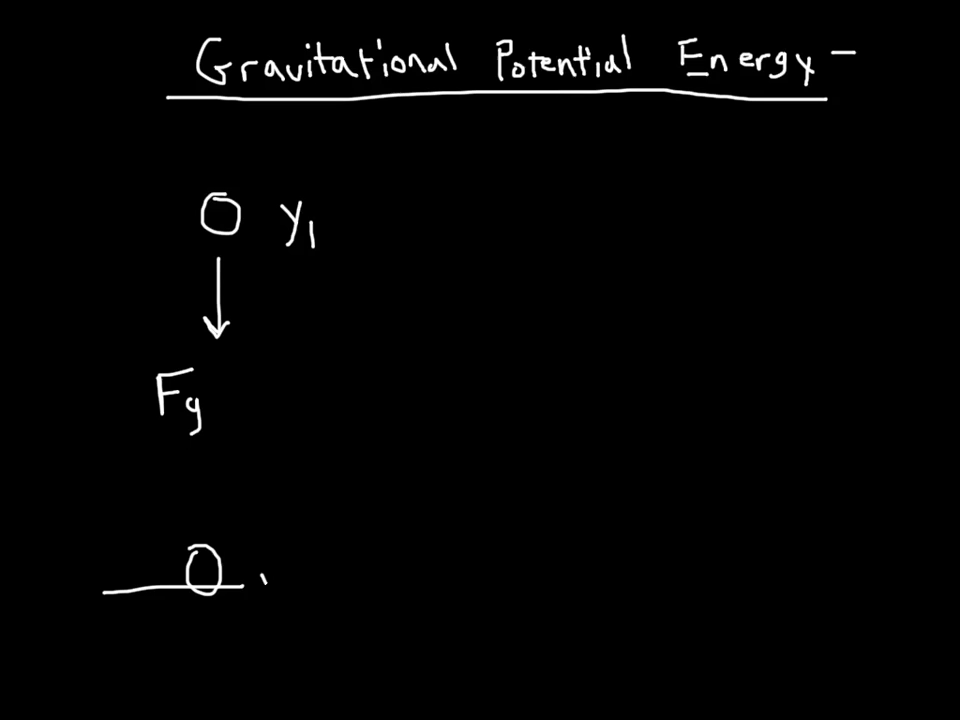 Gravitational Potential Energy –
y₁
Fg